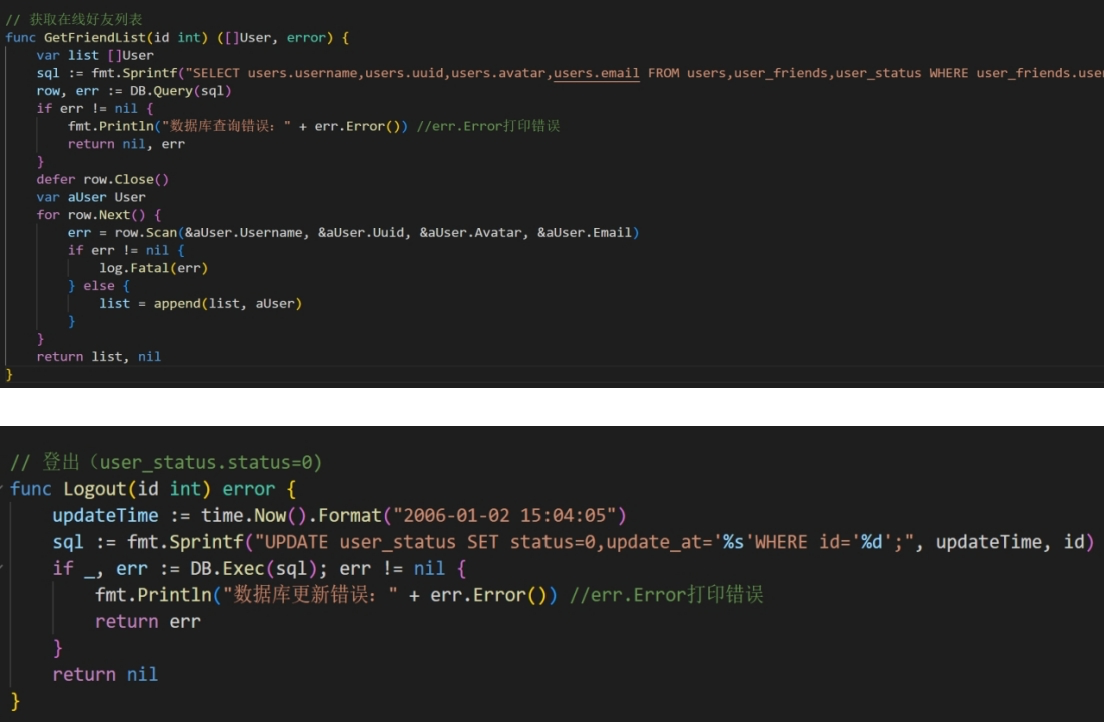 // 获取在线好友列表
func GetFriendList(id int) ([]User, error) {
var list []User
sql := fmt.Sprintf("SELECT users.username,users.uuid,users.avatar,users.email FROM users,user_friends,user_status WHERE user_friends.use
row, err := DB.Query(sql)
if err != nil {
fmt.Println("数据库查询错误：" + err.Error()) //err.Error打印错误
return nil, err
}
defer row.Close()
var aUser User
for row.Next() {
err = row.Scan(&aUser.Username, &aUser.Uuid, &aUser.Avatar, &aUser.Email)
if err != nil {
log.Fatal(err)
} else {
list = append(list, aUser)
}
}
return list, nil
}
// 登出（user_status.status=0)
func Logout(id int) error {
updateTime := time.Now().Format("2006-01-02 15:04:05")
sql := fmt.Sprintf("UPDATE user_status SET status=0,update_at='%s'WHERE id='%d';", updateTime, id)
if _, err := DB.Exec(sql); err != nil {
fmt.Println("数据库更新错误：" + err.Error()) //err.Error打印错误
return err
}
return nil
}